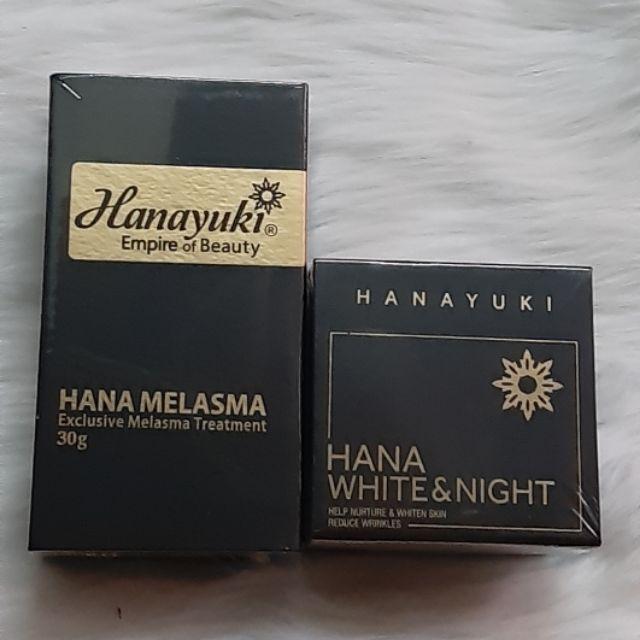 Hanayuki®
Empire of Beauty
HANA MELASMA
Exclusive Melasma Treatment
30g
HANAYUKI
HANA
WHITE&NIGHT
HELP NURTURE & WHITEN SKIN
REDUCE WRINKLES